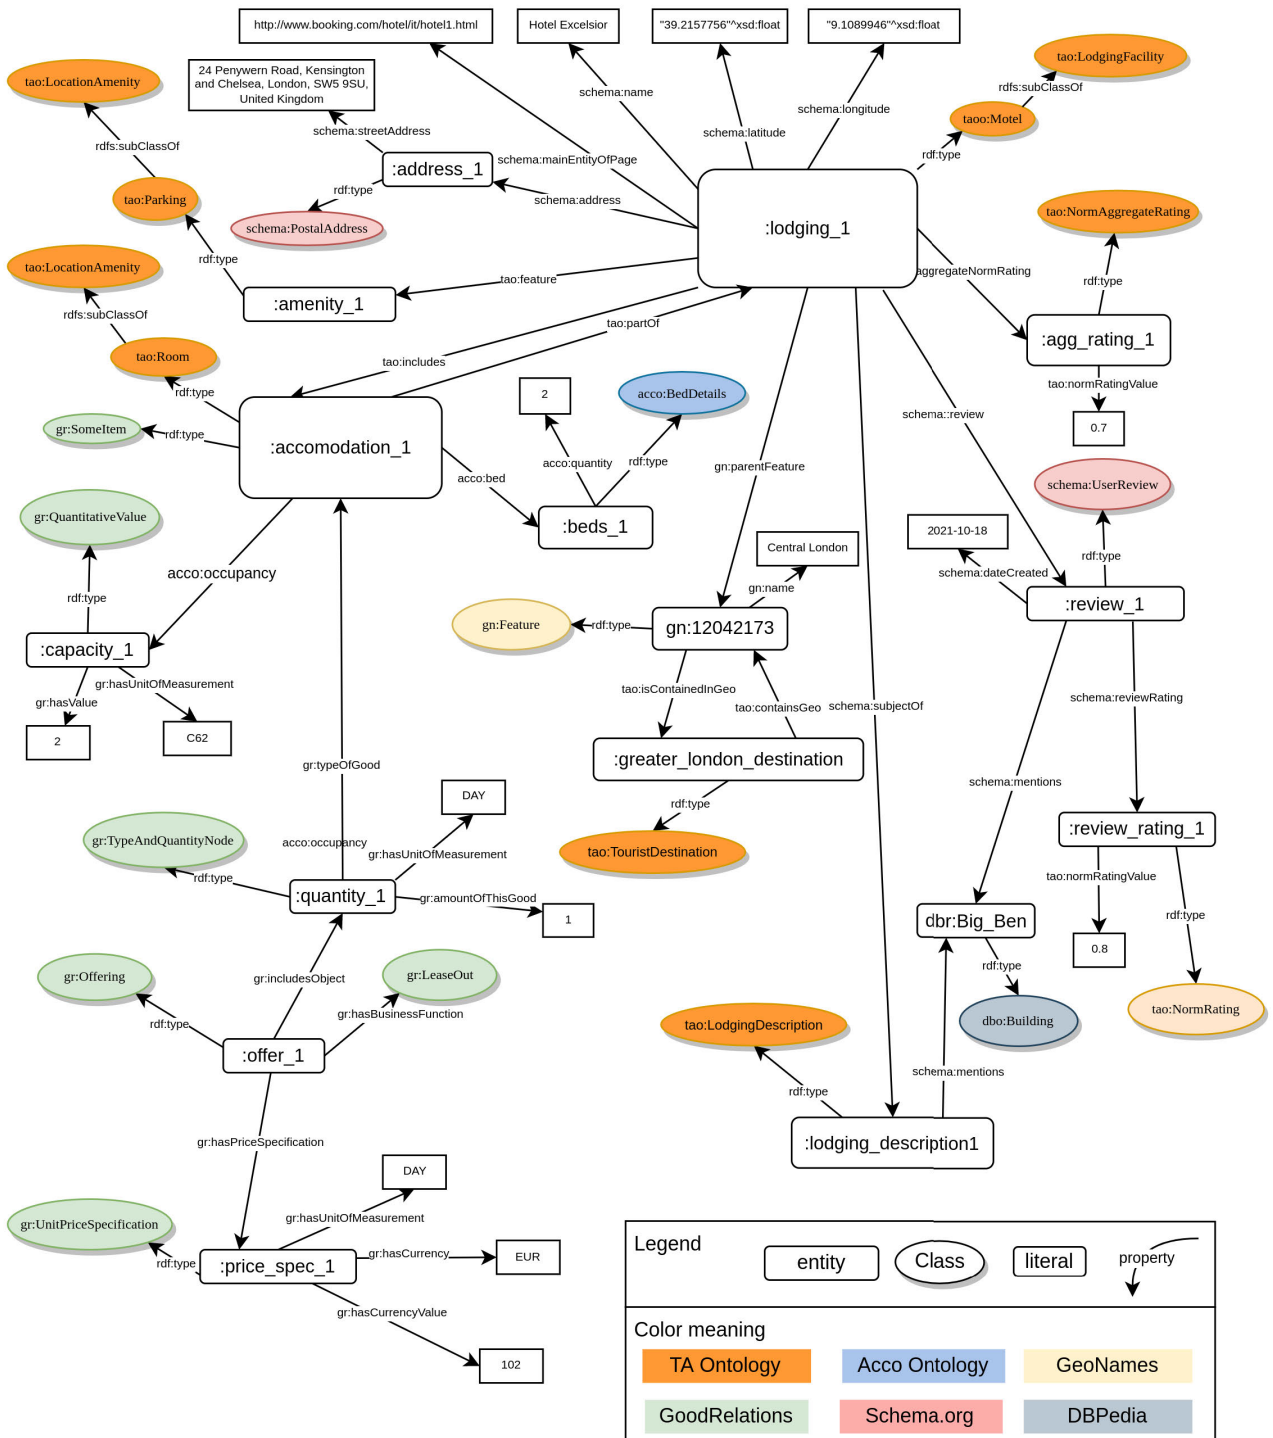 http://www.booking.com/hotel/it/hotel1.html
Hotel Excelsior
"39.2157756"^xsd:float
"9.1089946"^xsd:float
tao:LodgingFacility
tao:LocationAmenity
24 Penywern Road, Kensington
and Chelsea, London, SW5 9SU,
United Kingdom
schema:name
rdfs:subClassOf
schema:longitude
taoo:Motel
schema:streetAddress
schema:latitude
rdfs:subClassOf
rdf:type
schema:mainEntityOfPage
:address_1
rdf:type
schema:address
tao:Parking
tao:NormAggregateRating
schema:PostalAddress
:lodging_1
rdf:type
tao:LocationAmenity
aggregateNormRating
tao:feature
rdf:type
:amenity_1
rdfs:subClassOf
tao:partOf
:agg_rating_1
tao:Room
tao:includes
tao:normRatingValue
rdf:type
2
acco:BedDetails
schema::review
0.7
gr:SomeItem
rdf:type
:accomodation_1
acco:quantity
rdf:type
gn:parentFeature
acco:bed
schema:UserReview
gr:QuantitativeValue
:beds_1
2021-10-18
Central London
rdf:type
acco:occupancy
schema:dateCreated
gn:name
rdf:type
:review_1
gn:Feature
rdf:type
gn:12042173
:capacity_1
gr:hasUnitOfMeasurement
tao:isContainedInGeo
schema:reviewRating
gr:hasValue
tao:containsGeo
schema:subjectOf
2
C62
:greater_london_destination
gr:typeOfGood
schema:mentions
DAY
rdf:type
:review_rating_1
gr:TypeAndQuantityNode
acco:occupancy
gr:hasUnitOfMeasurement
tao:TouristDestination
rdf:type
tao:normRatingValue
:quantity_1
gr:amountOfThisGood
1
dbr:Big_Ben
rdf:type
0.8
gr:Offering
gr:includesObject
gr:LeaseOut
rdf:type
gr:hasBusinessFunction
tao:NormRating
rdf:type
tao:LodgingDescription
dbo:Building
:offer_1
schema:mentions
rdf:type
gr:hasPriceSpecification
:lodging_description1
DAY
gr:UnitPriceSpecification
gr:hasUnitOfMeasurement
rdf:type
:price_spec_1
gr:hasCurrency
EUR
gr:hasCurrencyValue
102
Legend
entity
Class
literal
property
Color meaning
TA Ontology
Acco Ontology
GeoNames
GoodRelations
Schema.org
DBPedia